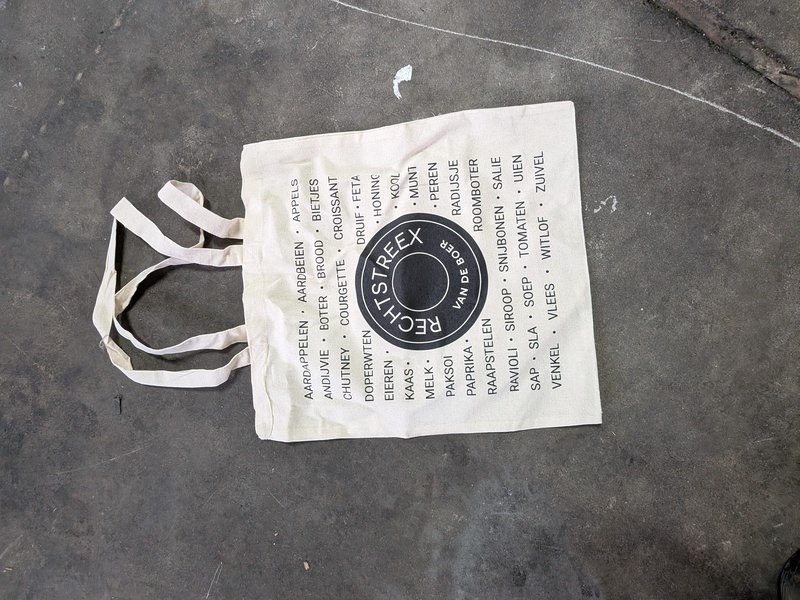 AARDAPPELEN · AARDBEIEN · APPELS
ANDIJVIE · BOTER · BROOD · BIETJES
CHUTNEY · COURGETTE · CROISSANT
DOPERWTEN DRUIF · FETA
EIEREN · · HONING
KAAS · KOOL
MELK · · MUNT
PAKSOI · PEREN
PAPRIKA · RADIJSJE
RAAPSTELEN ROOMBOTER
RAVIOLI · SIROOP · SNIJBONEN · SALIE
SAP · SLA · SOEP · TOMATEN · UIEN
VENKEL · VLEES · WITLOF · ZUIVEL
RECHTSTREEX
VAN DE BOER